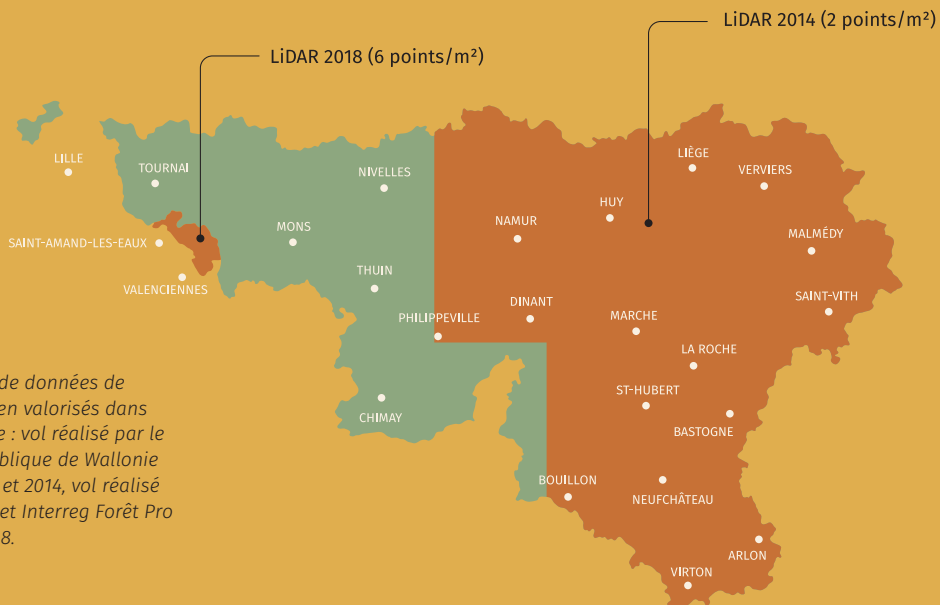 LiDAR 2014 (2 points/m²)
LiDAR 2018 (6 points/m²)
LILLE
TOURNAI
NIVELLES
LIÈGE
VERVIERS
HUY
NAMUR
MONS
MALMÉDY
SAINT-AMAND-LES-EAUX
THUIN
VALENCIENNES
SAINT-VITH
DINANT
PHILIPPEVILLE
MARCHE
LA ROCHE
ST-HUBERT
CHIMAY
BASTOGNE
BOUILLON
NEUFCHÂTEAU
ARLON
VIRTON
de données de
en valorisés dans
e : vol réalisé par le
blique de Wallonie
et 2014, vol réalisé
et Interreg Forêt Pro
8.